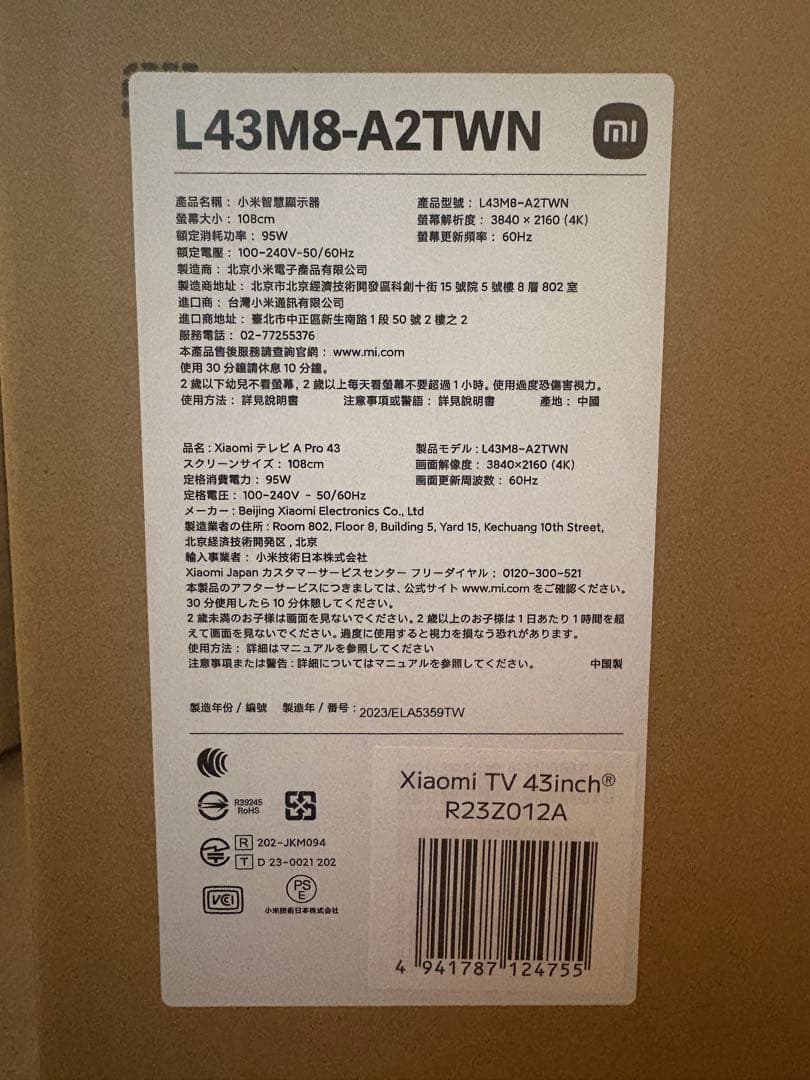 L43M8-A2TWN
mi
產品名稱：小米智慧顯示器
產品型號：L43M8-A2TWN
螢幕大小：108cm
螢幕解析度：3840 × 2160 (4K)
額定消耗功率：95W
螢幕更新頻率：60Hz
額定電壓：100-240V~50/60Hz
製造商：北京小米電子產品有限公司
製造商地址：北京市北京經濟技術開發區科創十街 15 號院 5 號樓 8 層 802 室
進口商：台灣小米通訊有限公司
進口商地址：臺北市中正區新生南路 1 段 50 號 2 樓之 2
服務電話：02-77255376
本產品售後服務請查詢官網：www.mi.com
使用 30 分鐘請休息 10 分鐘。
2 歲以下幼兒不看螢幕，2 歲以上每天看螢幕不要超過 1 小時。使用過度恐傷害視力。
使用方法：詳見說明書 注意事項或警語：詳見說明書 產地：中國
品名：Xiaomi テレビ A Pro 43
製品モデル：L43M8-A2TWN
スクリーンサイズ：108cm
画面解像度：3840×2160 (4K)
定格消費電力：95W
画面更新周波数：60Hz
定格電圧：100-240V ~ 50/60Hz
メーカー：Beijing Xiaomi Electronics Co., Ltd
製造業者の住所：Room 802, Floor 8, Building 5, Yard 15, Kechuang 10th Street,
北京経済技術開発区，北京
輸入事業者：小米技術日本株式会社
Xiaomi Japan カスタマーサービスセンター フリーダイヤル：0120-300-521
本製品のアフターサービスにつきましては、公式サイト www.mi.com をご確認ください。
30 分使用したら 10 分休憩してください。
2 歳未満のお子様は画面を見ないでください。2 歳以上のお子様は 1 日あたり 1 時間を超
えて画面を見ないでください。過度に使用すると視力を損なう恐れがあります。
使用方法：詳細はマニュアルを参照してください
注意事項または警告：詳細についてはマニュアルを参照してください。 中国製
製造年份 / 編號 製造年 / 番号：2023/ELA5359TW
R39245
RoHS
R 202-JKM094
T D 23-0021 202
VCI
PS
E
小米技術日本株式会社
Xiaomi TV 43inch®
R23Z012A
4 941787 124755